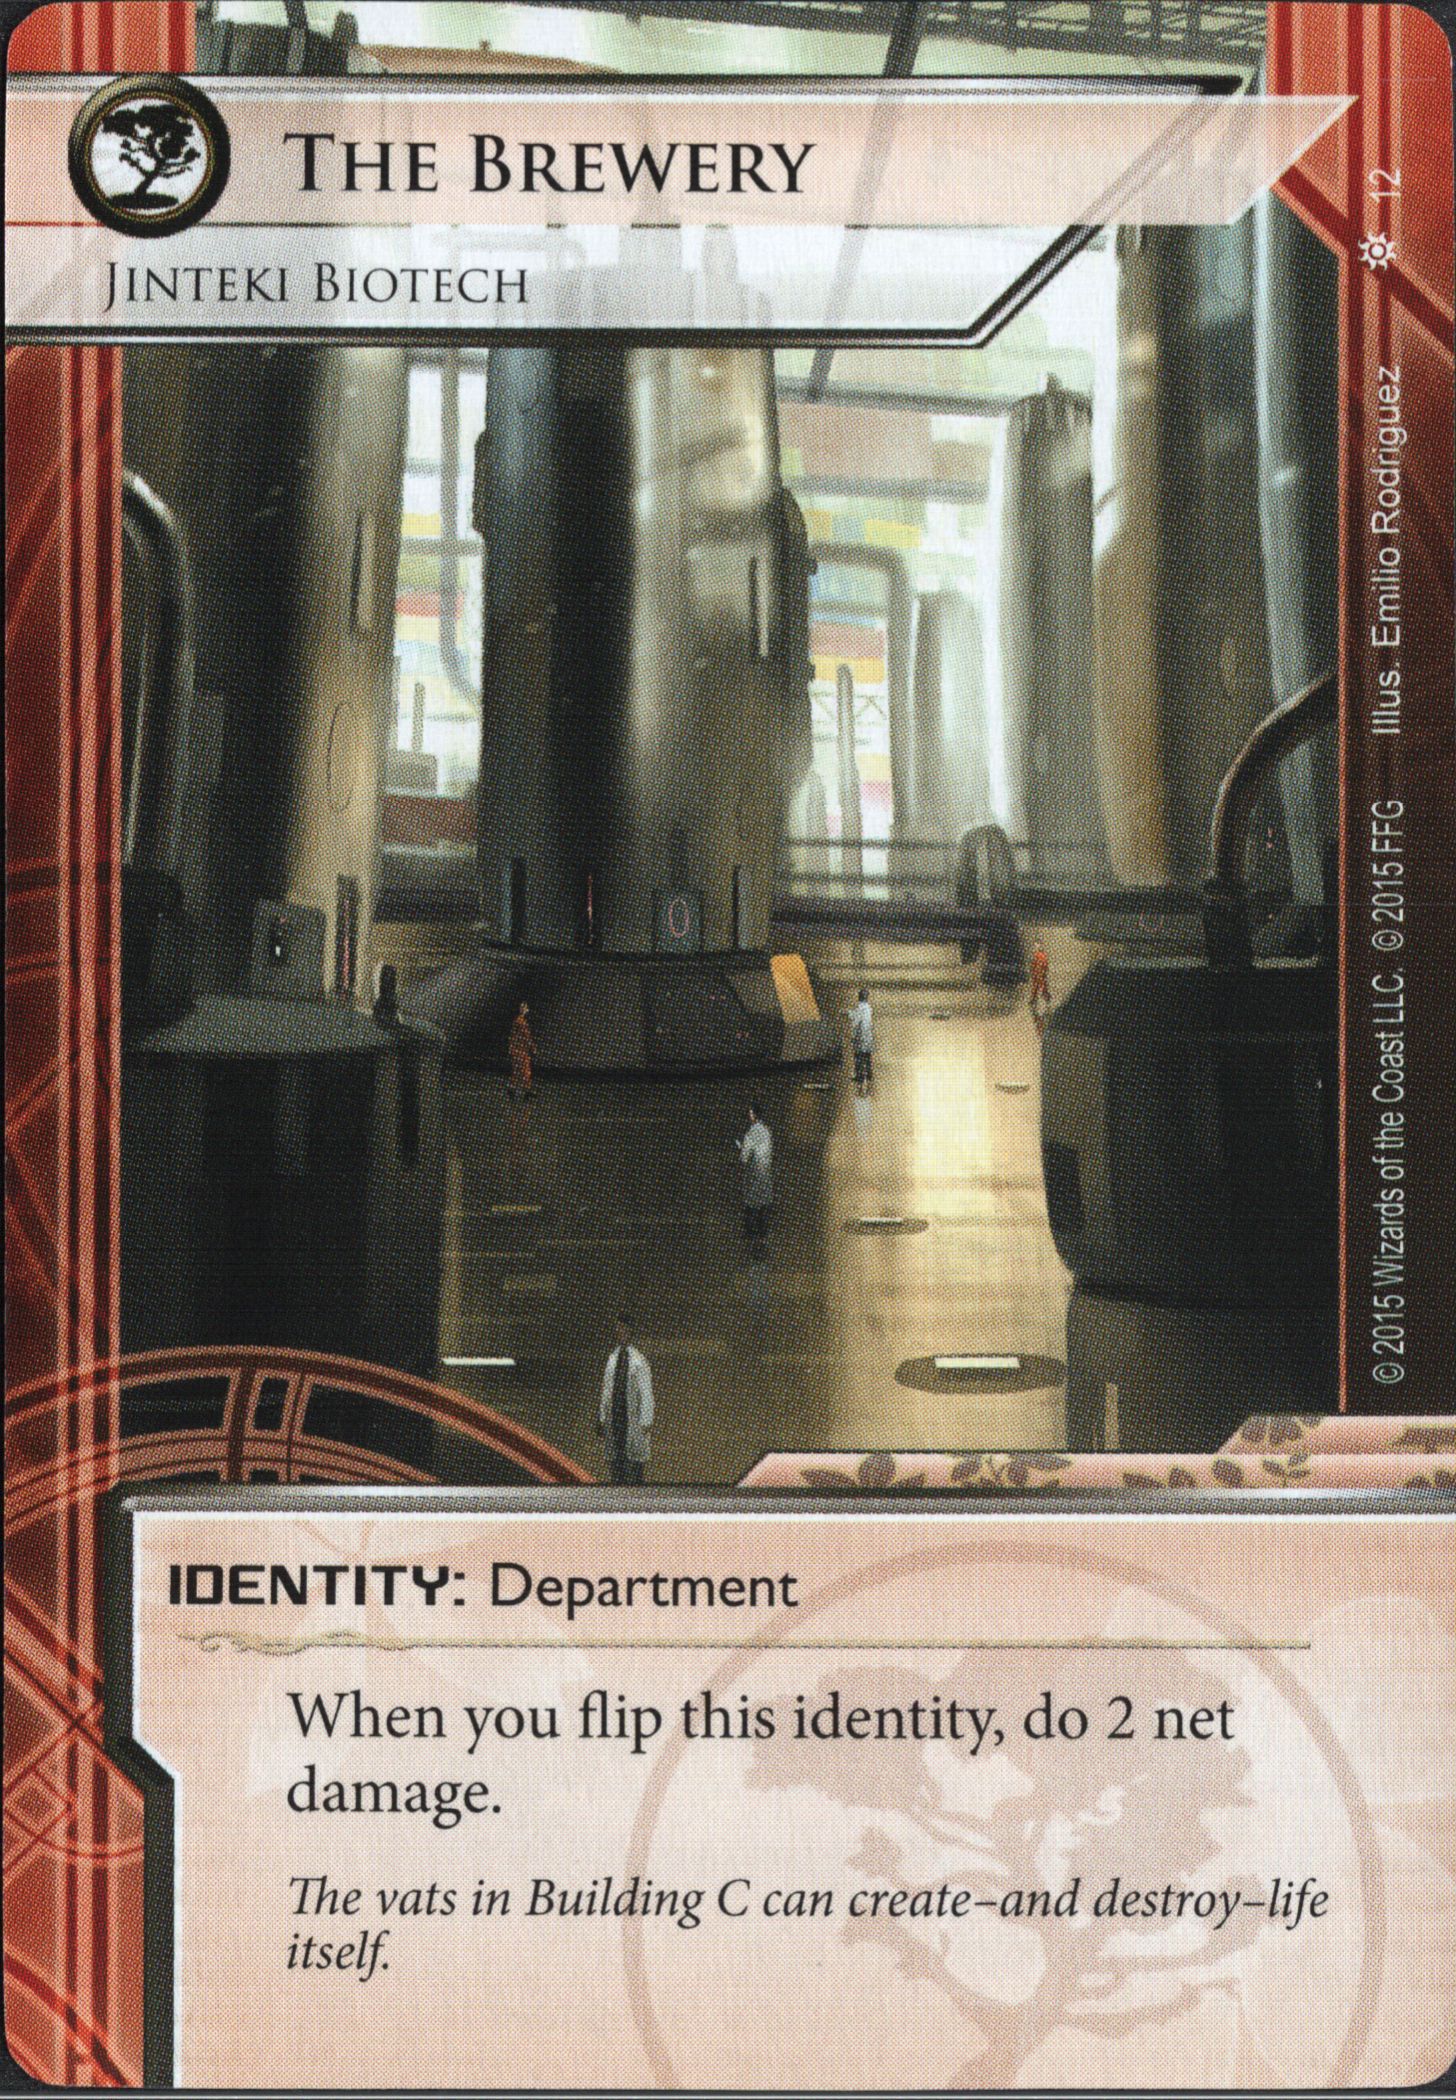 The Brewery
Jinteki Biotech
12
Illus. Emilio Rodriguez
© 2015 Wizards of the Coast LLC. © 2015 FFG
IDENTITY: Department
When you flip this identity, do 2 net
damage.
The vats in Building C can create–and destroy–life
itself.